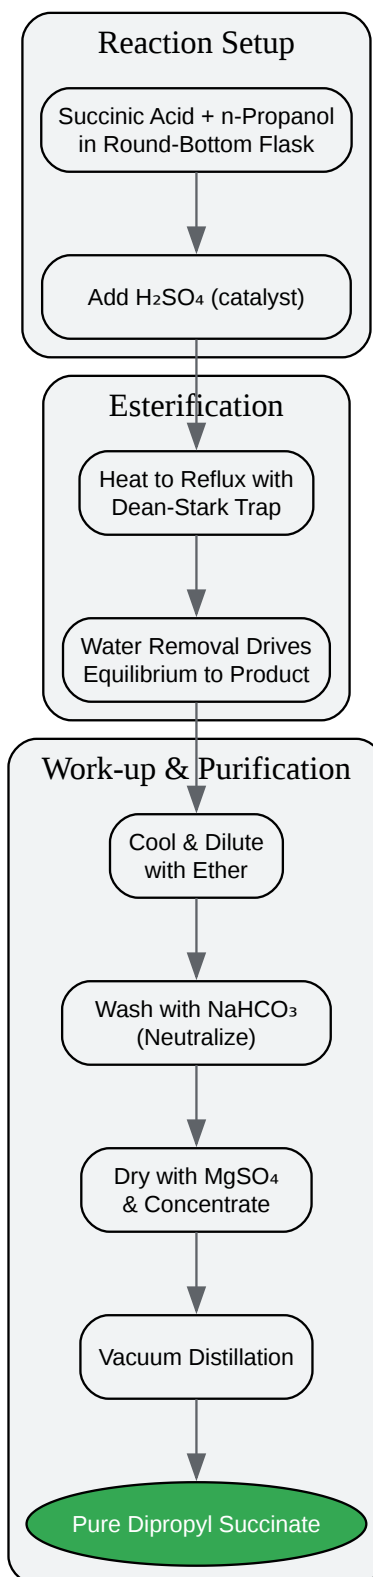 Reaction Setup
Succinic Acid + n-Propanol
in Round-Bottom Flask
Add H₂SO₄ (catalyst)
Esterification
Heat to Reflux with
Dean-Stark Trap
Water Removal Drives
Equilibrium to Product
Work-up & Purification
Cool & Dilute
with Ether
Wash with NaHCO₃
(Neutralize)
Dry with MgSO₄
& Concentrate
Vacuum Distillation
Pure Dipropyl Succinate